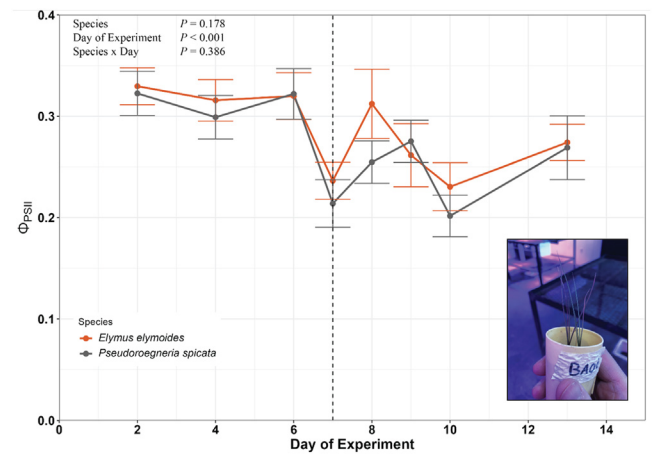 0.4
Species P = 0.178
Day of Experiment P < 0.001
Species x Day P = 0.386
0.3
0.2
ΦPSII
0.1
Species
Elymus elymoides
Pseudoroegneria spicata
0.0
0 2 4 6 8 10 12 14
Day of Experiment